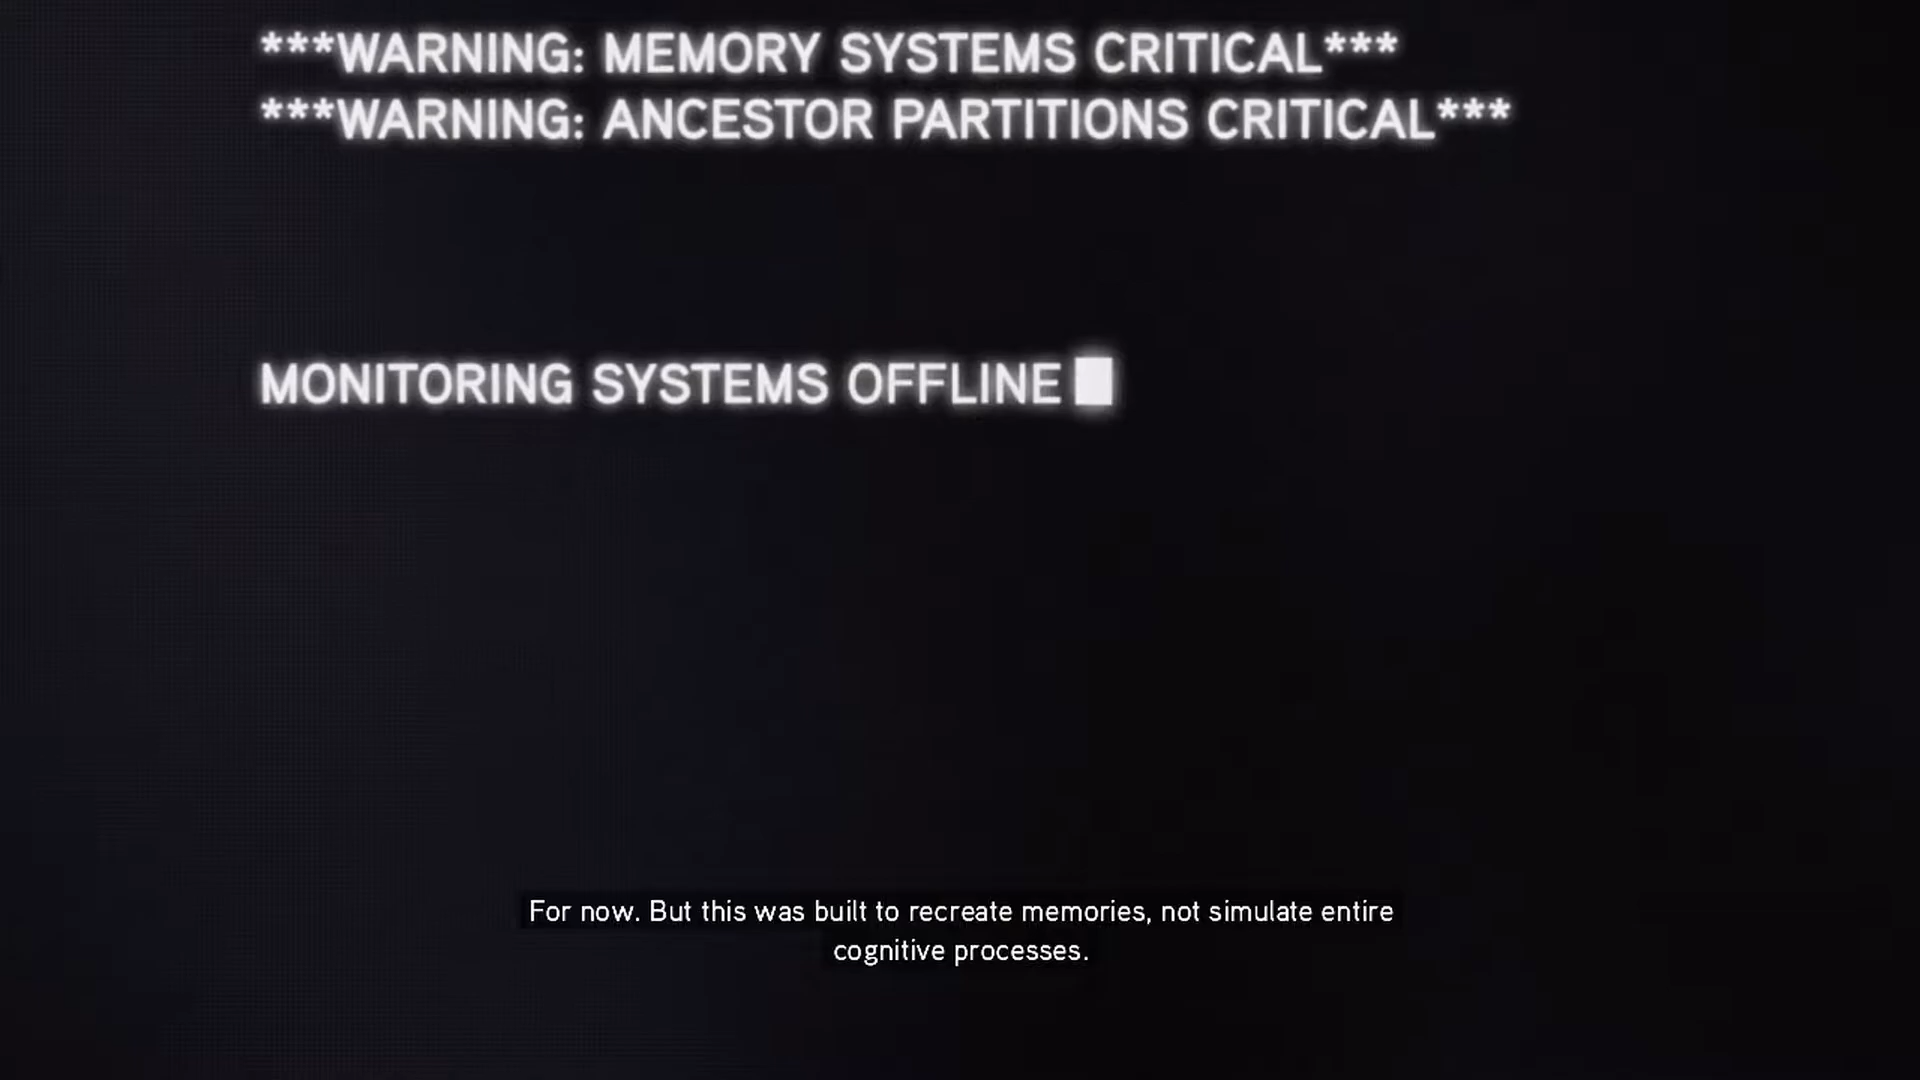 ***WARNING: MEMORY SYSTEMS CRITICAL***
***WARNING: ANCESTOR PARTITIONS CRITICAL***
MONITORING SYSTEMS OFFLINE
For now. But this was built to recreate memories, not simulate entire
cognitive processes.